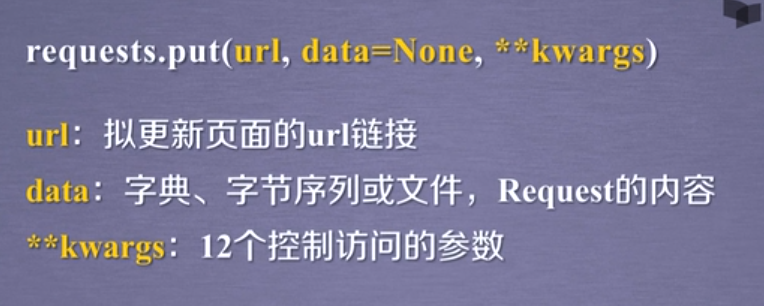 requests.put(url, data=None, **kwargs)
url：拟更新页面的url链接
data：字典、字节序列或文件，Request的内容
**kwargs：12个控制访问的参数